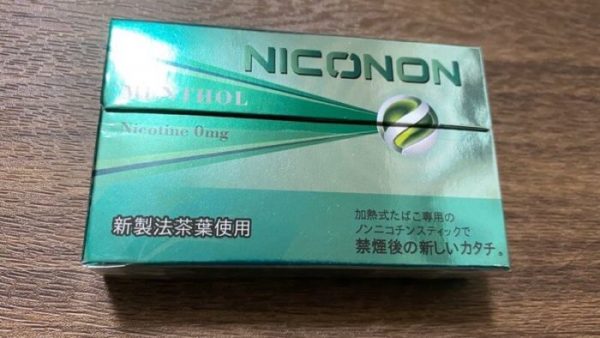 NICONON
MENTHOL
Nicotine 0mg
新製法茶葉使用
加熱式たばこ専用の
ノンニコチンスティックで
禁煙後の新しいカタチ。